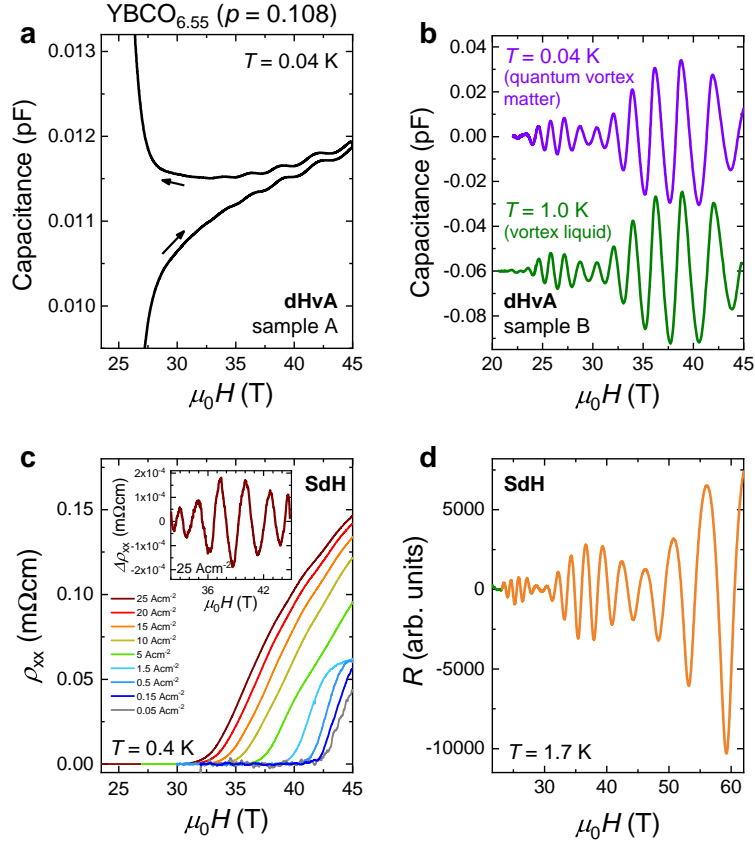 YBCO6.55 (p = 0.108)
a
T = 0.04 K
0.013
0.012
0.011
0.010
Capacitance (pF)
dHvA
sample A
25 30 35 40 45
μ0H (T)
b
0.04
0.02
0.00
-0.02
-0.04
-0.06
-0.08
Capacitance (pF)
T = 0.04 K
(quantum vortex
matter)
T = 1.0 K
(vortex liquid)
dHvA
sample B
20 25 30 35 40 45
μ0H (T)
c
SdH
0.15
0.10
0.05
0.00
ρxx (mΩcm)
2x10-4
1x10-4
0
-1x10-4
-2x10-4
Δρxx (mΩcm)
25 Acm-2
36 42
μ0H (T)
25 Acm-2
20 Acm-2
15 Acm-2
10 Acm-2
5 Acm-2
1.5 Acm-2
0.5 Acm-2
0.15 Acm-2
0.05 Acm-2
T = 0.4 K
25 30 35 40 45
μ0H (T)
d
SdH
5000
0
-5000
-10000
R (arb. units)
T = 1.7 K
30 40 50 60
μ0H (T)